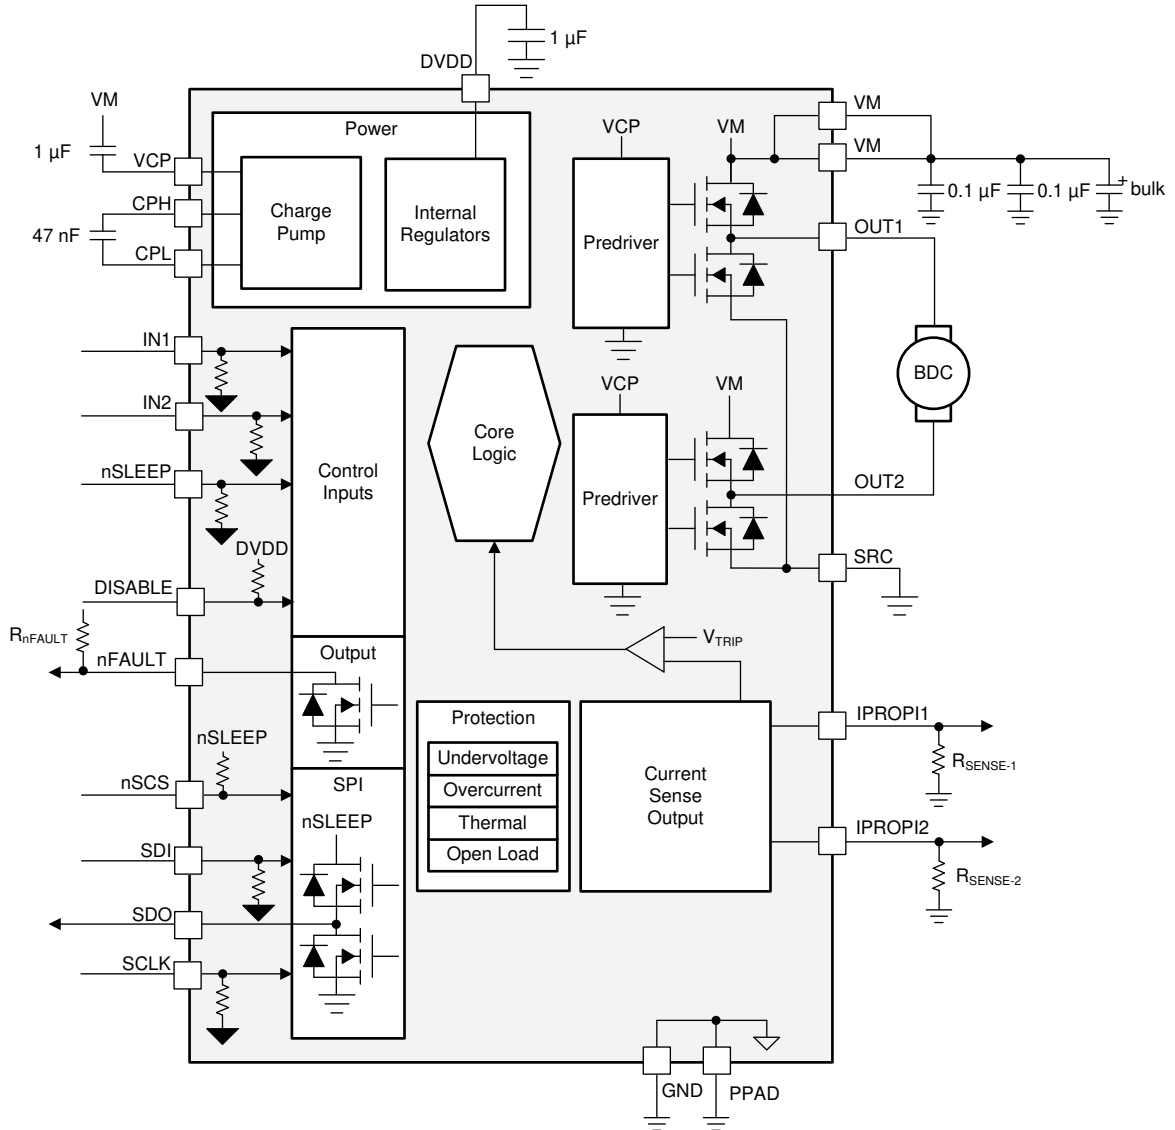 1 µF
DVDD
VM
Power
VCP
VM
VM
1 µF
VCP
VM
Charge
Pump
Internal
Regulators
CPH
47 nF
CPL
0.1 µF
0.1 µF
+
bulk
Predriver
OUT1
IN1
IN2
nSLEEP
DVDD
DISABLE
Control
Inputs
Core
Logic
VCP
VM
Predriver
BDC
OUT2
SRC
RnFAULT
nFAULT
Output
VTRIP
nSLEEP
nSCS
SPI
nSLEEP
SDI
SDO
SCLK
Protection
Undervoltage
Overcurrent
Thermal
Open Load
Current
Sense
Output
IPROPI1
RSENSE-1
IPROPI2
RSENSE-2
GND
PPAD